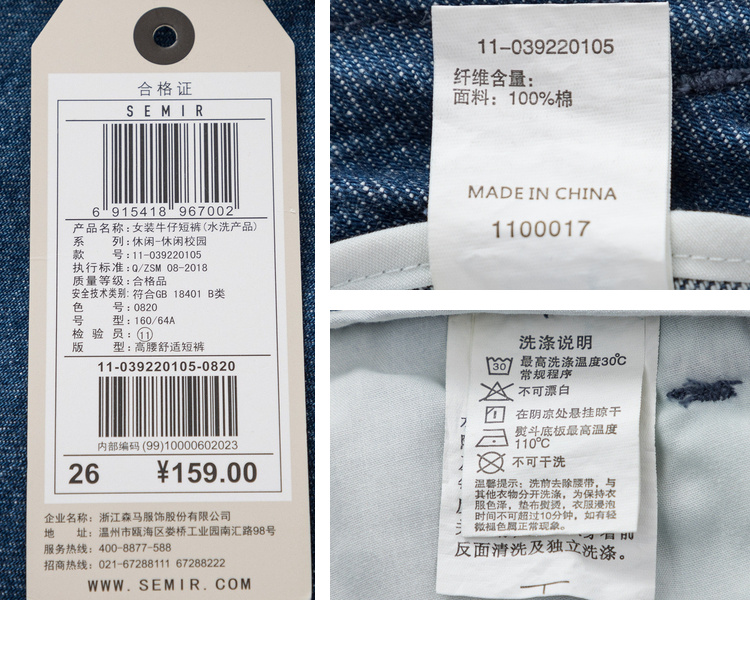 合格证
SEMIR
6 915418 967002
产品名称:女装牛仔短裤(水洗产品)
系 列:休闲-休闲校园
款 号:11-039220105
执行标准:Q/ZSM 08-2018
质量等级:合格品
安全技术类别:符合GB 18401 B类
色 号:0820
号 型:160/64A
检 验 员:⑪
版 型:高腰舒适短裤
11-039220105-0820
内部编码(99)10000602023
26 ¥159.00
企业名称:浙江森马服饰股份有限公司
地 址:温州市瓯海区娄桥工业园南汇路98号
服务热线:400-8877-588
招商热线:021-67288111 67288222
WWW.SEMIR.COM
11-039220105
纤维含量:
面料:100%棉
MADE IN CHINA
1100017
洗涤说明
30
最高洗涤温度30℃
常规程序
不可漂白
在阴凉处悬挂晾干
熨斗底板最高温度
110℃
不可干洗
温馨提示:洗前去除腰带,与
其他衣物分开洗涤,为保持衣
服色泽,垫布熨烫,衣服浸泡
时间不可超过10分钟,如有轻
微褪色属正常现象。
反面清洗及独立洗涤。